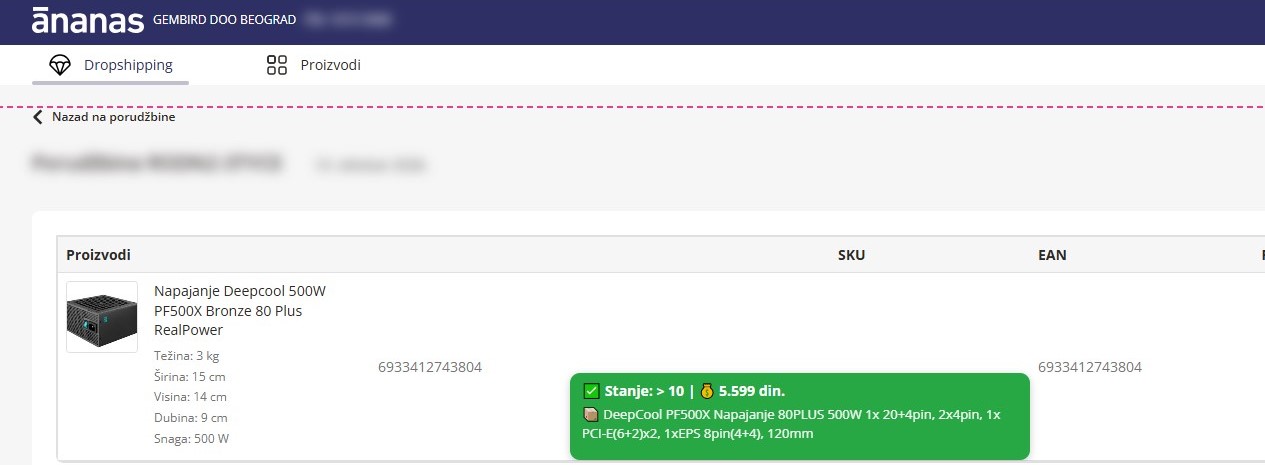 ānanas GEMBIRD DOO BEOGRAD
Dropshipping Proizvodi
Nazad na porudžbine
Proizvodi SKU EAN
Napajanje Deepcool 500W
PF500X Bronze 80 Plus
RealPower
Težina: 3 kg
Širina: 15 cm
Visina: 14 cm
Dubina: 9 cm
Snaga: 500 W
6933412743804 6933412743804
✅ Stanje: > 10 | 💰 5.599 din.
📦 DeepCool PF500X Napajanje 80PLUS 500W 1x 20+4pin, 2x4pin, 1x
PCI-E(6+2)x2, 1xEPS 8pin(4+4), 120mm